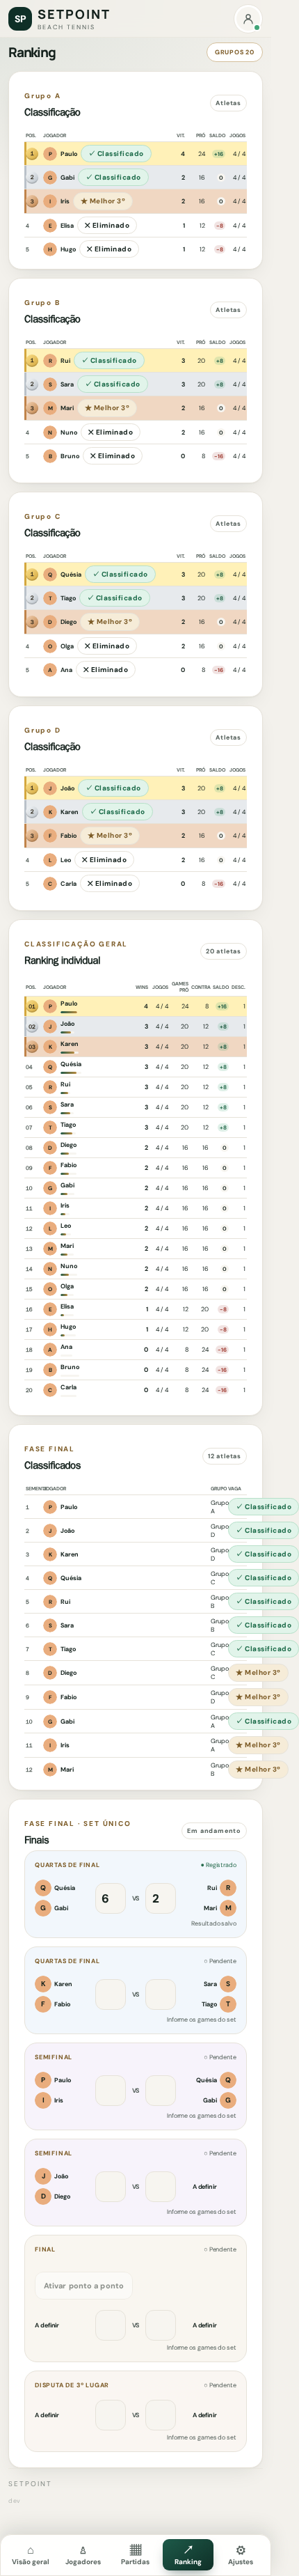 SP SETPOINT
BEACH TENNIS
Ranking GRUPOS 20
Grupo A
Classificação Atletas
POS. JOGADOR VIT. PRÓ SALDO JOGOS
1 P Paulo ✓ Classificado 4 24 +16 4 / 4
2 G Gabi ✓ Classificado 2 16 0 4 / 4
3 I Iris ★ Melhor 3º 2 16 0 4 / 4
4 E Elisa ✕ Eliminado 1 12 -8 4 / 4
5 H Hugo ✕ Eliminado 1 12 -8 4 / 4
Grupo B
Classificação Atletas
POS. JOGADOR VIT. PRÓ SALDO JOGOS
1 R Rui ✓ Classificado 3 20 +8 4 / 4
2 S Sara ✓ Classificado 3 20 +8 4 / 4
3 M Mari ★ Melhor 3º 2 16 0 4 / 4
4 N Nuno ✕ Eliminado 2 16 0 4 / 4
5 B Bruno ✕ Eliminado 0 8 -16 4 / 4
Grupo C
Classificação Atletas
POS. JOGADOR VIT. PRÓ SALDO JOGOS
1 Q Quésia ✓ Classificado 3 20 +8 4 / 4
2 T Tiago ✓ Classificado 3 20 +8 4 / 4
3 D Diego ★ Melhor 3º 2 16 0 4 / 4
4 O Olga ✕ Eliminado 2 16 0 4 / 4
5 A Ana ✕ Eliminado 0 8 -16 4 / 4
Grupo D
Classificação Atletas
POS. JOGADOR VIT. PRÓ SALDO JOGOS
1 J João ✓ Classificado 3 20 +8 4 / 4
2 K Karen ✓ Classificado 3 20 +8 4 / 4
3 F Fabio ★ Melhor 3º 2 16 0 4 / 4
4 L Leo ✕ Eliminado 2 16 0 4 / 4
5 C Carla ✕ Eliminado 0 8 -16 4 / 4
CLASSIFICAÇÃO GERAL
Ranking individual 20 atletas
POS. JOGADOR WINS JOGOS GAMES PRÓ CONTRA SALDO DESC.
01 P Paulo 4 4 / 4 24 8 +16 1
02 J João 3 4 / 4 20 12 +8 1
03 K Karen 3 4 / 4 20 12 +8 1
04 Q Quésia 3 4 / 4 20 12 +8 1
05 R Rui 3 4 / 4 20 12 +8 1
06 S Sara 3 4 / 4 20 12 +8 1
07 T Tiago 3 4 / 4 20 12 +8 1
08 D Diego 2 4 / 4 16 16 0 1
09 F Fabio 2 4 / 4 16 16 0 1
10 G Gabi 2 4 / 4 16 16 0 1
11 I Iris 2 4 / 4 16 16 0 1
12 L Leo 2 4 / 4 16 16 0 1
13 M Mari 2 4 / 4 16 16 0 1
14 N Nuno 2 4 / 4 16 16 0 1
15 O Olga 2 4 / 4 16 16 0 1
16 E Elisa 1 4 / 4 12 20 -8 1
17 H Hugo 1 4 / 4 12 20 -8 1
18 A Ana 0 4 / 4 8 24 -16 1
19 B Bruno 0 4 / 4 8 24 -16 1
20 C Carla 0 4 / 4 8 24 -16 1
FASE FINAL
Classificados 12 atletas
JOGADOR GRUPO VAGA
1 P Paulo Grupo A ✓ Classificado
2 J João Grupo D ✓ Classificado
3 K Karen Grupo D ✓ Classificado
4 Q Quésia Grupo C ✓ Classificado
5 R Rui Grupo B ✓ Classificado
6 S Sara Grupo B ✓ Classificado
7 T Tiago Grupo C ✓ Classificado
8 D Diego Grupo C ★ Melhor 3º
9 F Fabio Grupo D ★ Melhor 3º
10 G Gabi Grupo A ✓ Classificado
11 I Iris Grupo A ★ Melhor 3º
12 M Mari Grupo B ★ Melhor 3º
FASE FINAL · SET ÚNICO
Finais Em andamento
QUARTAS DE FINAL ● Registrado
Q Quésia 6 VS 2 Rui R
G Gabi Mari M
Resultado salvo
QUARTAS DE FINAL ○ Pendente
K Karen VS Sara S
F Fabio Tiago T
Informe os games do set
SEMIFINAL ○ Pendente
P Paulo VS Quésia Q
I Iris Gabi G
Informe os games do set
SEMIFINAL ○ Pendente
J João VS A definir
D Diego
Informe os games do set
FINAL ○ Pendente
Ativar ponto a ponto
A definir VS A definir
Informe os games do set
DISPUTA DE 3º LUGAR ○ Pendente
A definir VS A definir
Informe os games do set
SETPOINT
dev
Visão geral Jogadores Partidas Ranking Ajustes